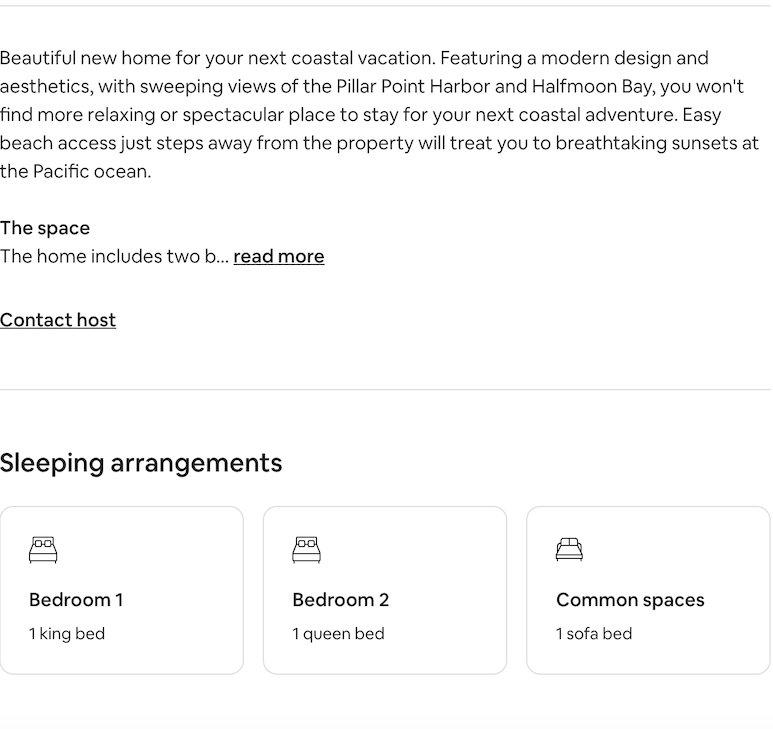 Beautiful new home for your next coastal vacation. Featuring a modern design and
aesthetics, with sweeping views of the Pillar Point Harbor and Halfmoon Bay, you won't
find more relaxing or spectacular place to stay for your next coastal adventure. Easy
beach access just steps away from the property will treat you to breathtaking sunsets at
the Pacific ocean.
The space
The home includes two b... read more
Contact host
Sleeping arrangements
Bedroom 1
1 king bed
Bedroom 2
1 queen bed
Common spaces
1 sofa bed